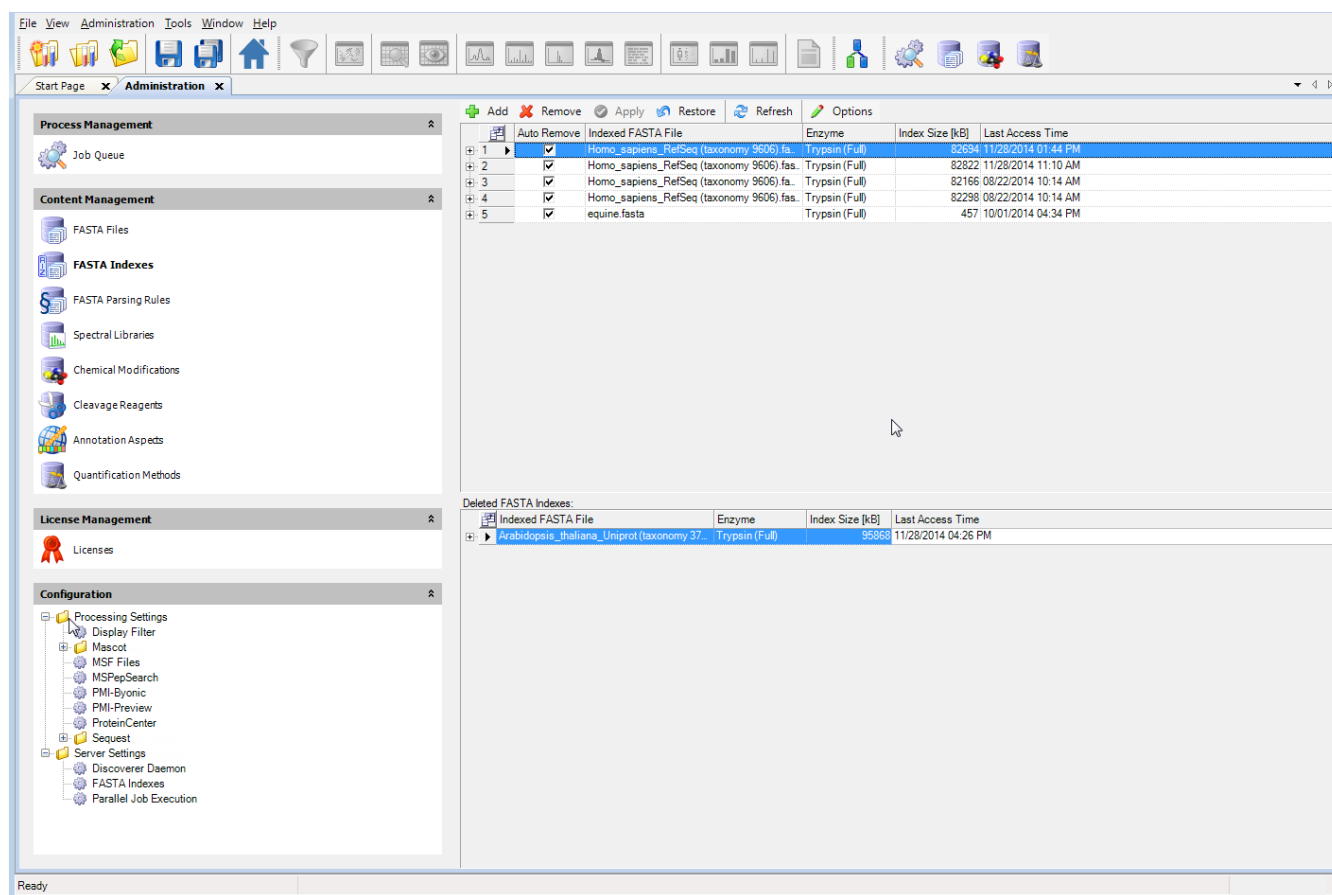 File View Administration Tools Window Help
Start Page x Administration x
Process Management
Job Queue
Content Management
FASTA Files
FASTA Indexes
FASTA Parsing Rules
Spectral Libraries
Chemical Modifications
Cleavage Reagents
Annotation Aspects
Quantification Methods
License Management
Licenses
Configuration
Processing Settings
Display Filter
Mascot
MSF Files
MSPepSearch
PMI-Byonic
PMI-Preview
ProteinCenter
Sequest
Server Settings
Discoverer Daemon
FASTA Indexes
Parallel Job Execution
Add Remove Apply Restore Refresh Options
Auto Remove Indexed FASTA File Enzyme Index Size [kB] Last Access Time
1 Homo_sapiens_RefSeq (taxonomy 9606).fa... Trypsin (Full) 82694 11/28/2014 01:44 PM
2 Homo_sapiens_RefSeq (taxonomy 9606).fas... Trypsin (Full) 82822 11/28/2014 11:10 AM
3 Homo_sapiens_RefSeq (taxonomy 9606).fa... Trypsin (Full) 82166 08/22/2014 10:14 AM
4 Homo_sapiens_RefSeq (taxonomy 9606).fas... Trypsin (Full) 82298 08/22/2014 10:14 AM
5 equine.fasta Trypsin (Full) 457 10/01/2014 04:34 PM
Deleted FASTA Indexes:
Indexed FASTA File Enzyme Index Size [kB] Last Access Time
Arabidopsis_thaliana_Uniprot (taxonomy 37... Trypsin (Full) 95868 11/28/2014 04:26 PM
Ready